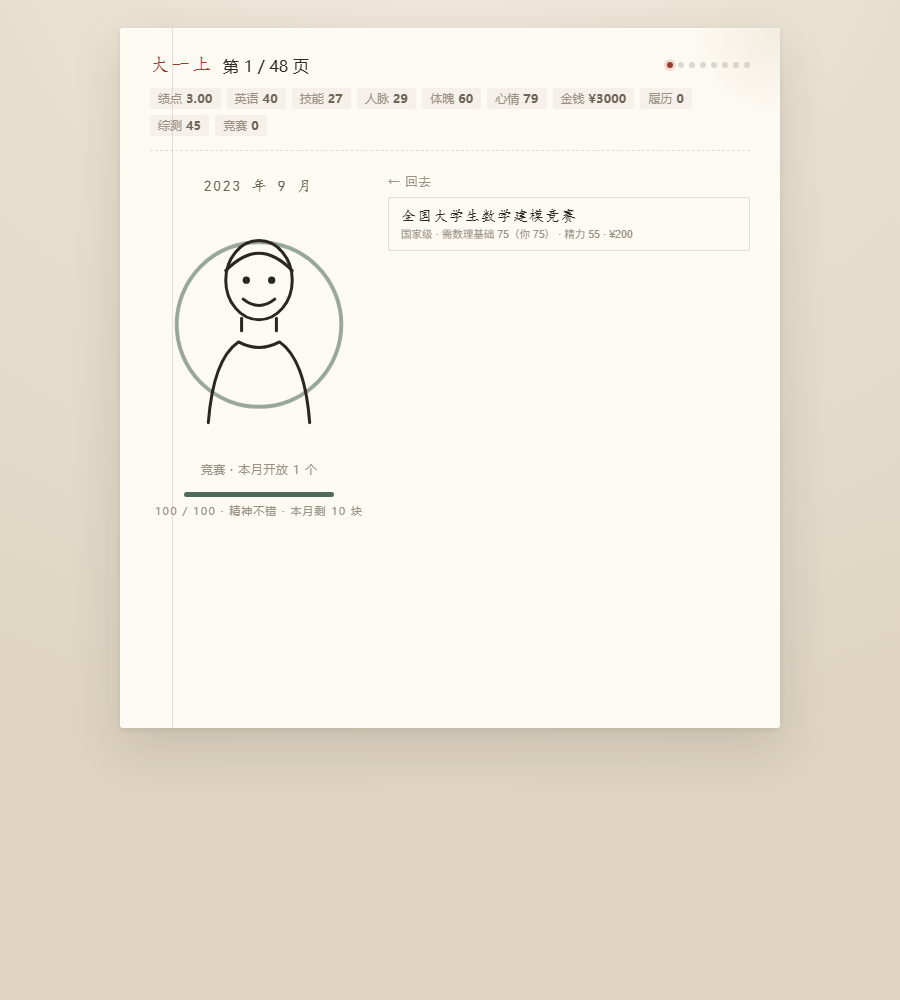 大一上 第 1 / 48 页
绩点 3.00 英语 40 技能 27 人脉 29 体魄 60 心情 79 金钱 ¥3000 履历 0
综测 45 竞赛 0
2023 年 9 月
← 回去
全国大学生数学建模竞赛
国家级 · 需数理基础 75（你 75） · 精力 55 · ¥200
竞赛 · 本月开放 1 个
100 / 100 · 精神不错 · 本月剩 10 块